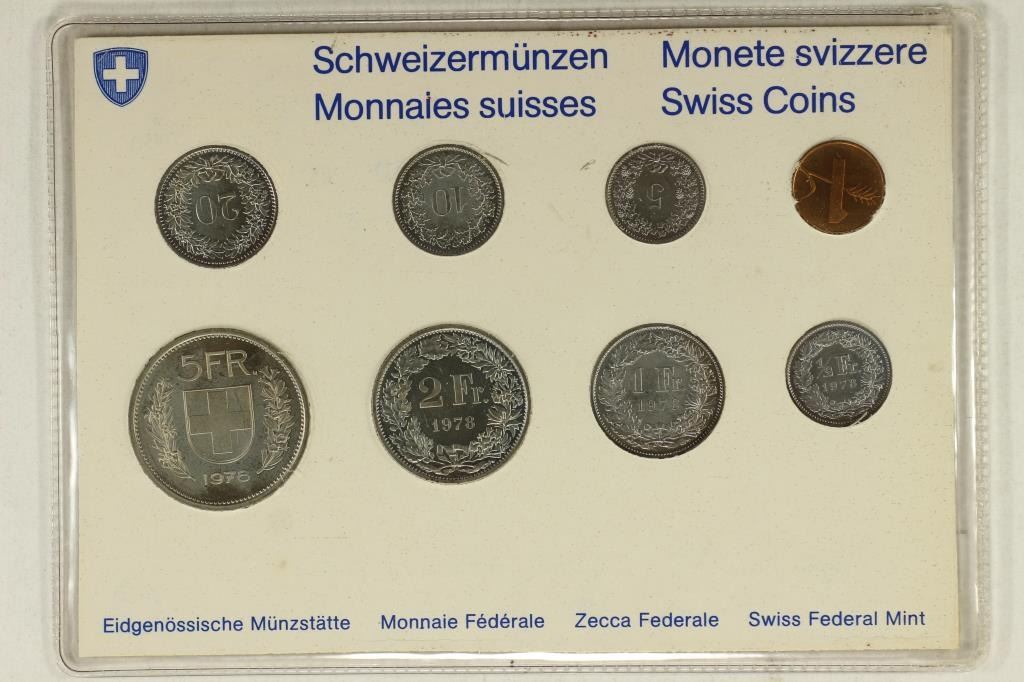 Schweizermünzen
Monnaies suisses
Monete svizzere
Swiss Coins
20
10
5
1
5FR.
1978
2 Fr.
1978
1 Fr.
1978
1/2 Fr.
1978
Eidgenössische Münzstätte Monnaie Fédérale Zecca Federale Swiss Federal Mint